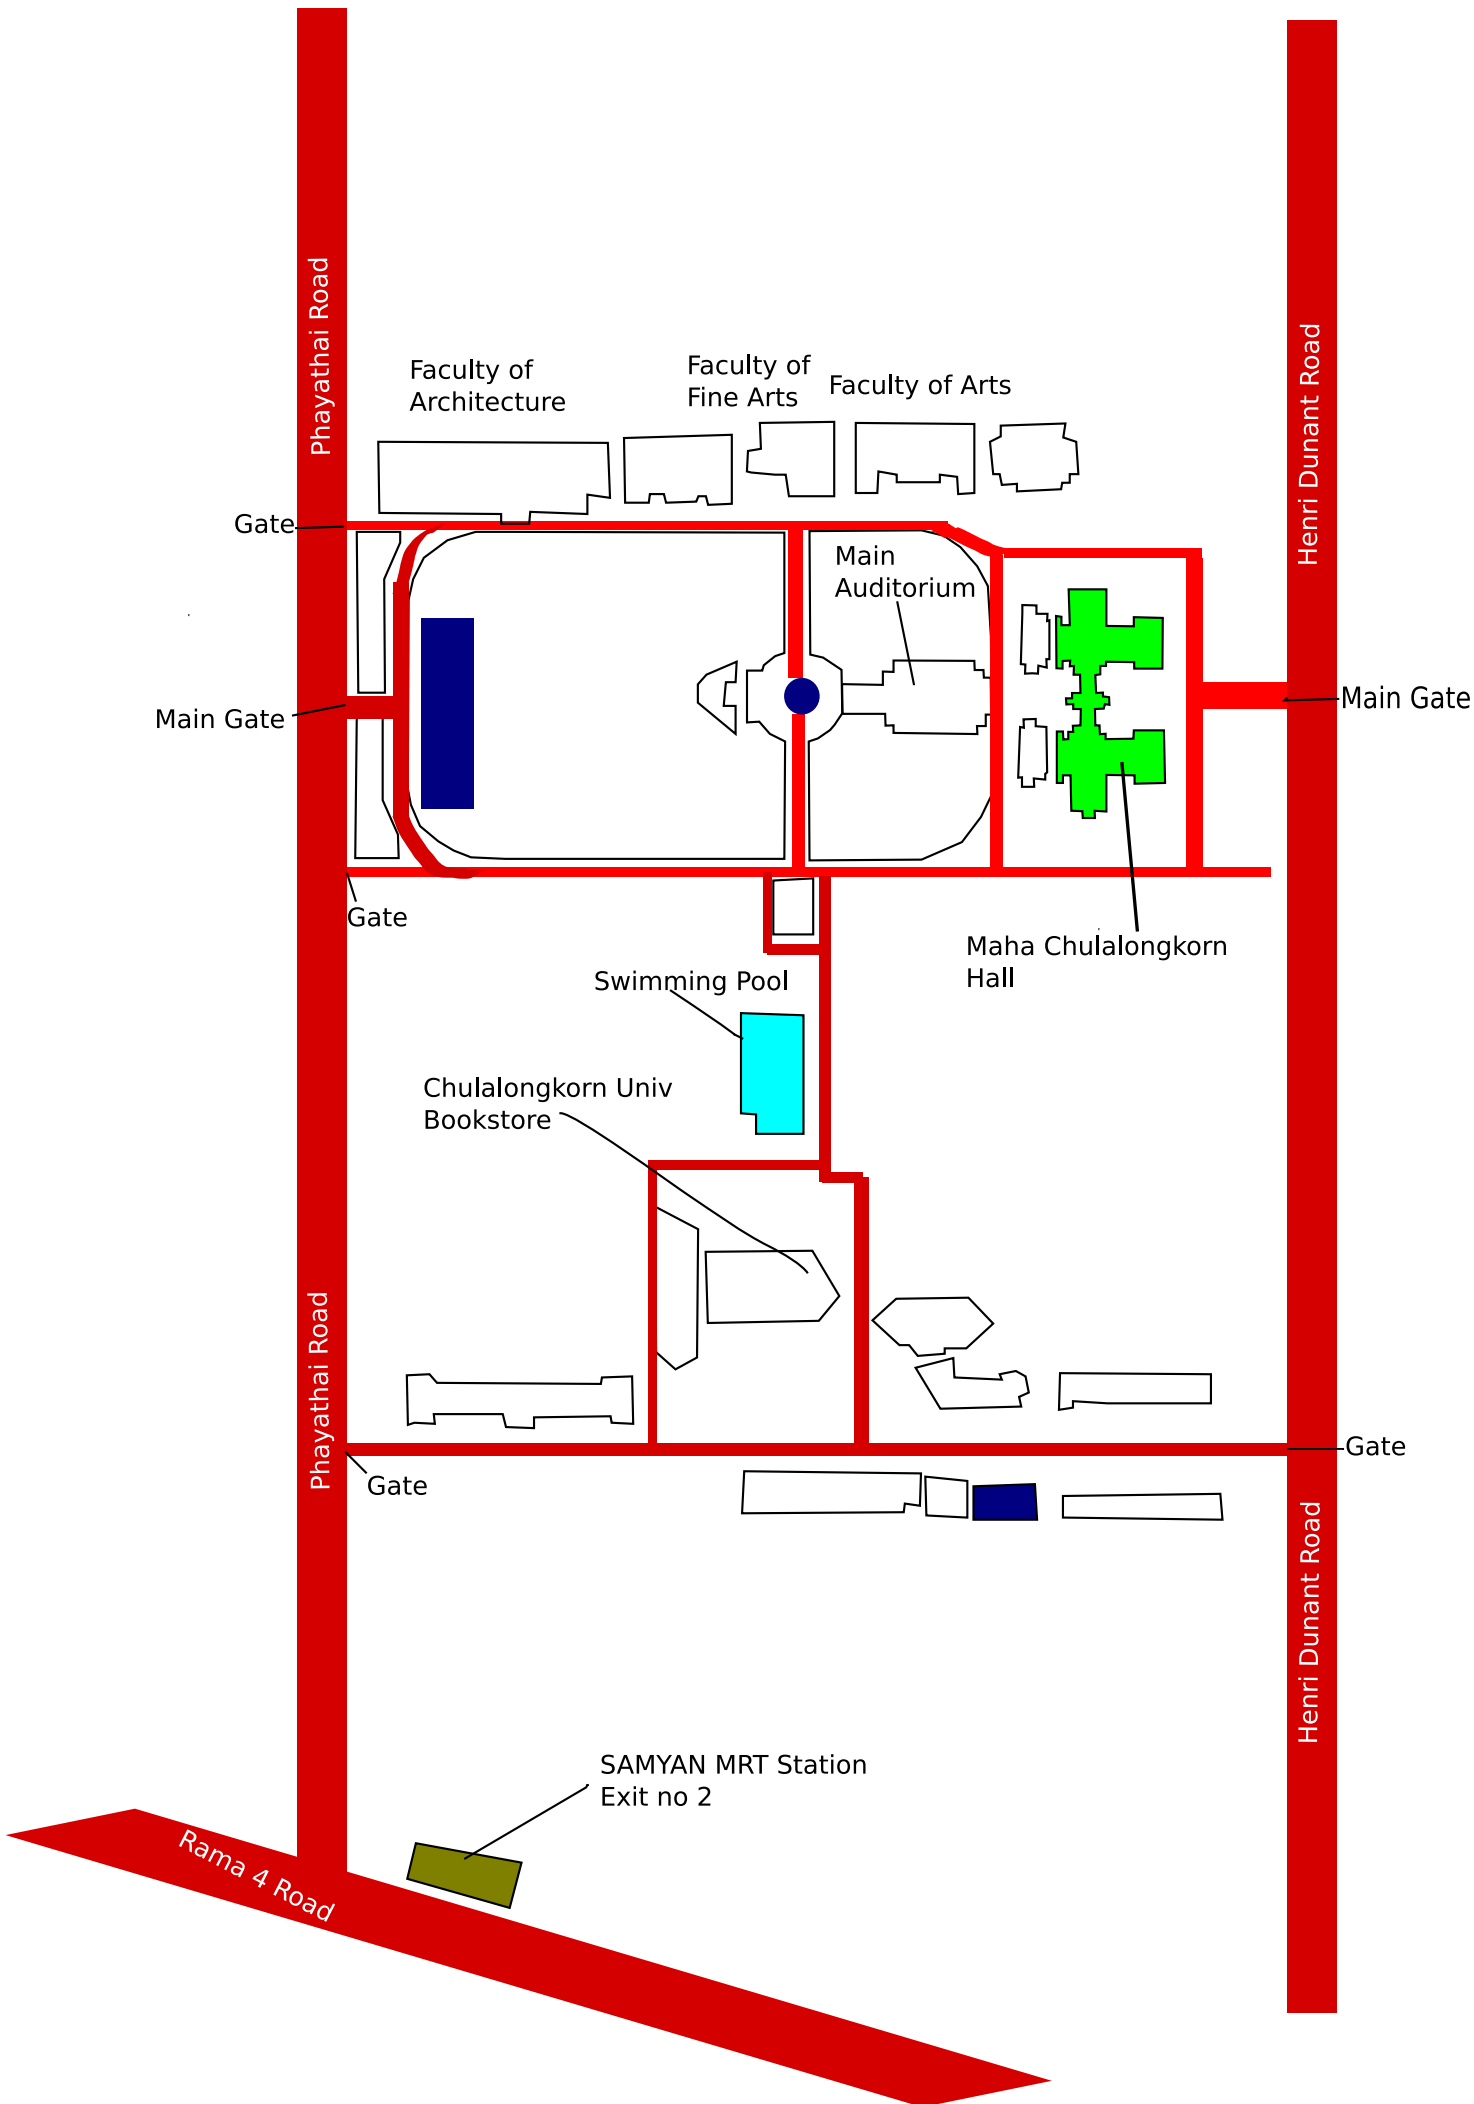 Phayathai Road
Henri Dunant Road
Faculty of
Architecture
Faculty of
Fine Arts
Faculty of Arts
Gate
Main
Auditorium
Main Gate
Main Gate
Gate
Maha Chulalongkorn
Hall
Swimming Pool
Chulalongkorn Univ
Bookstore
Phayathai Road
Gate
Gate
Henri Dunant Road
SAMYAN MRT Station
Exit no 2
Rama 4 Road